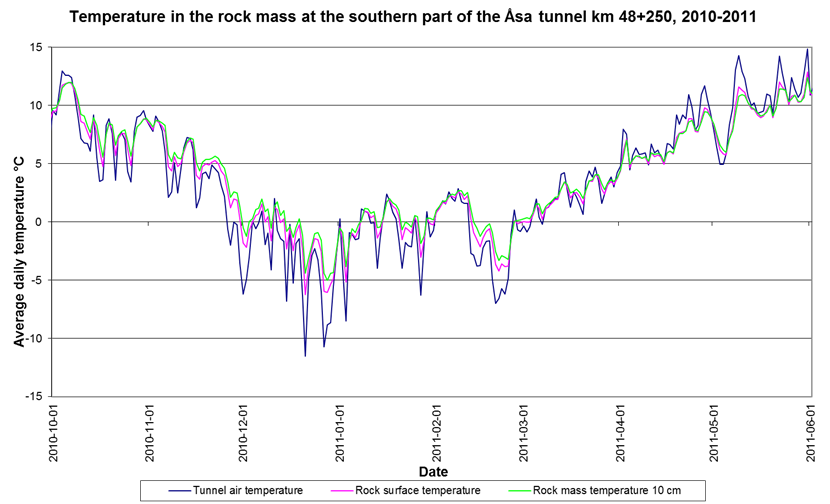 Temperature in the rock mass at the southern part of the Åsa tunnel km 48+250, 2010-2011
Average daily temperature °C
15
10
5
0
-5
-10
-15
2010-10-01
2010-11-01
2010-12-01
2011-01-01
2011-02-01
2011-03-01
2011-04-01
2011-05-01
2011-06-01
Date
Tunnel air temperature
Rock surface temperature
Rock mass temperature 10 cm